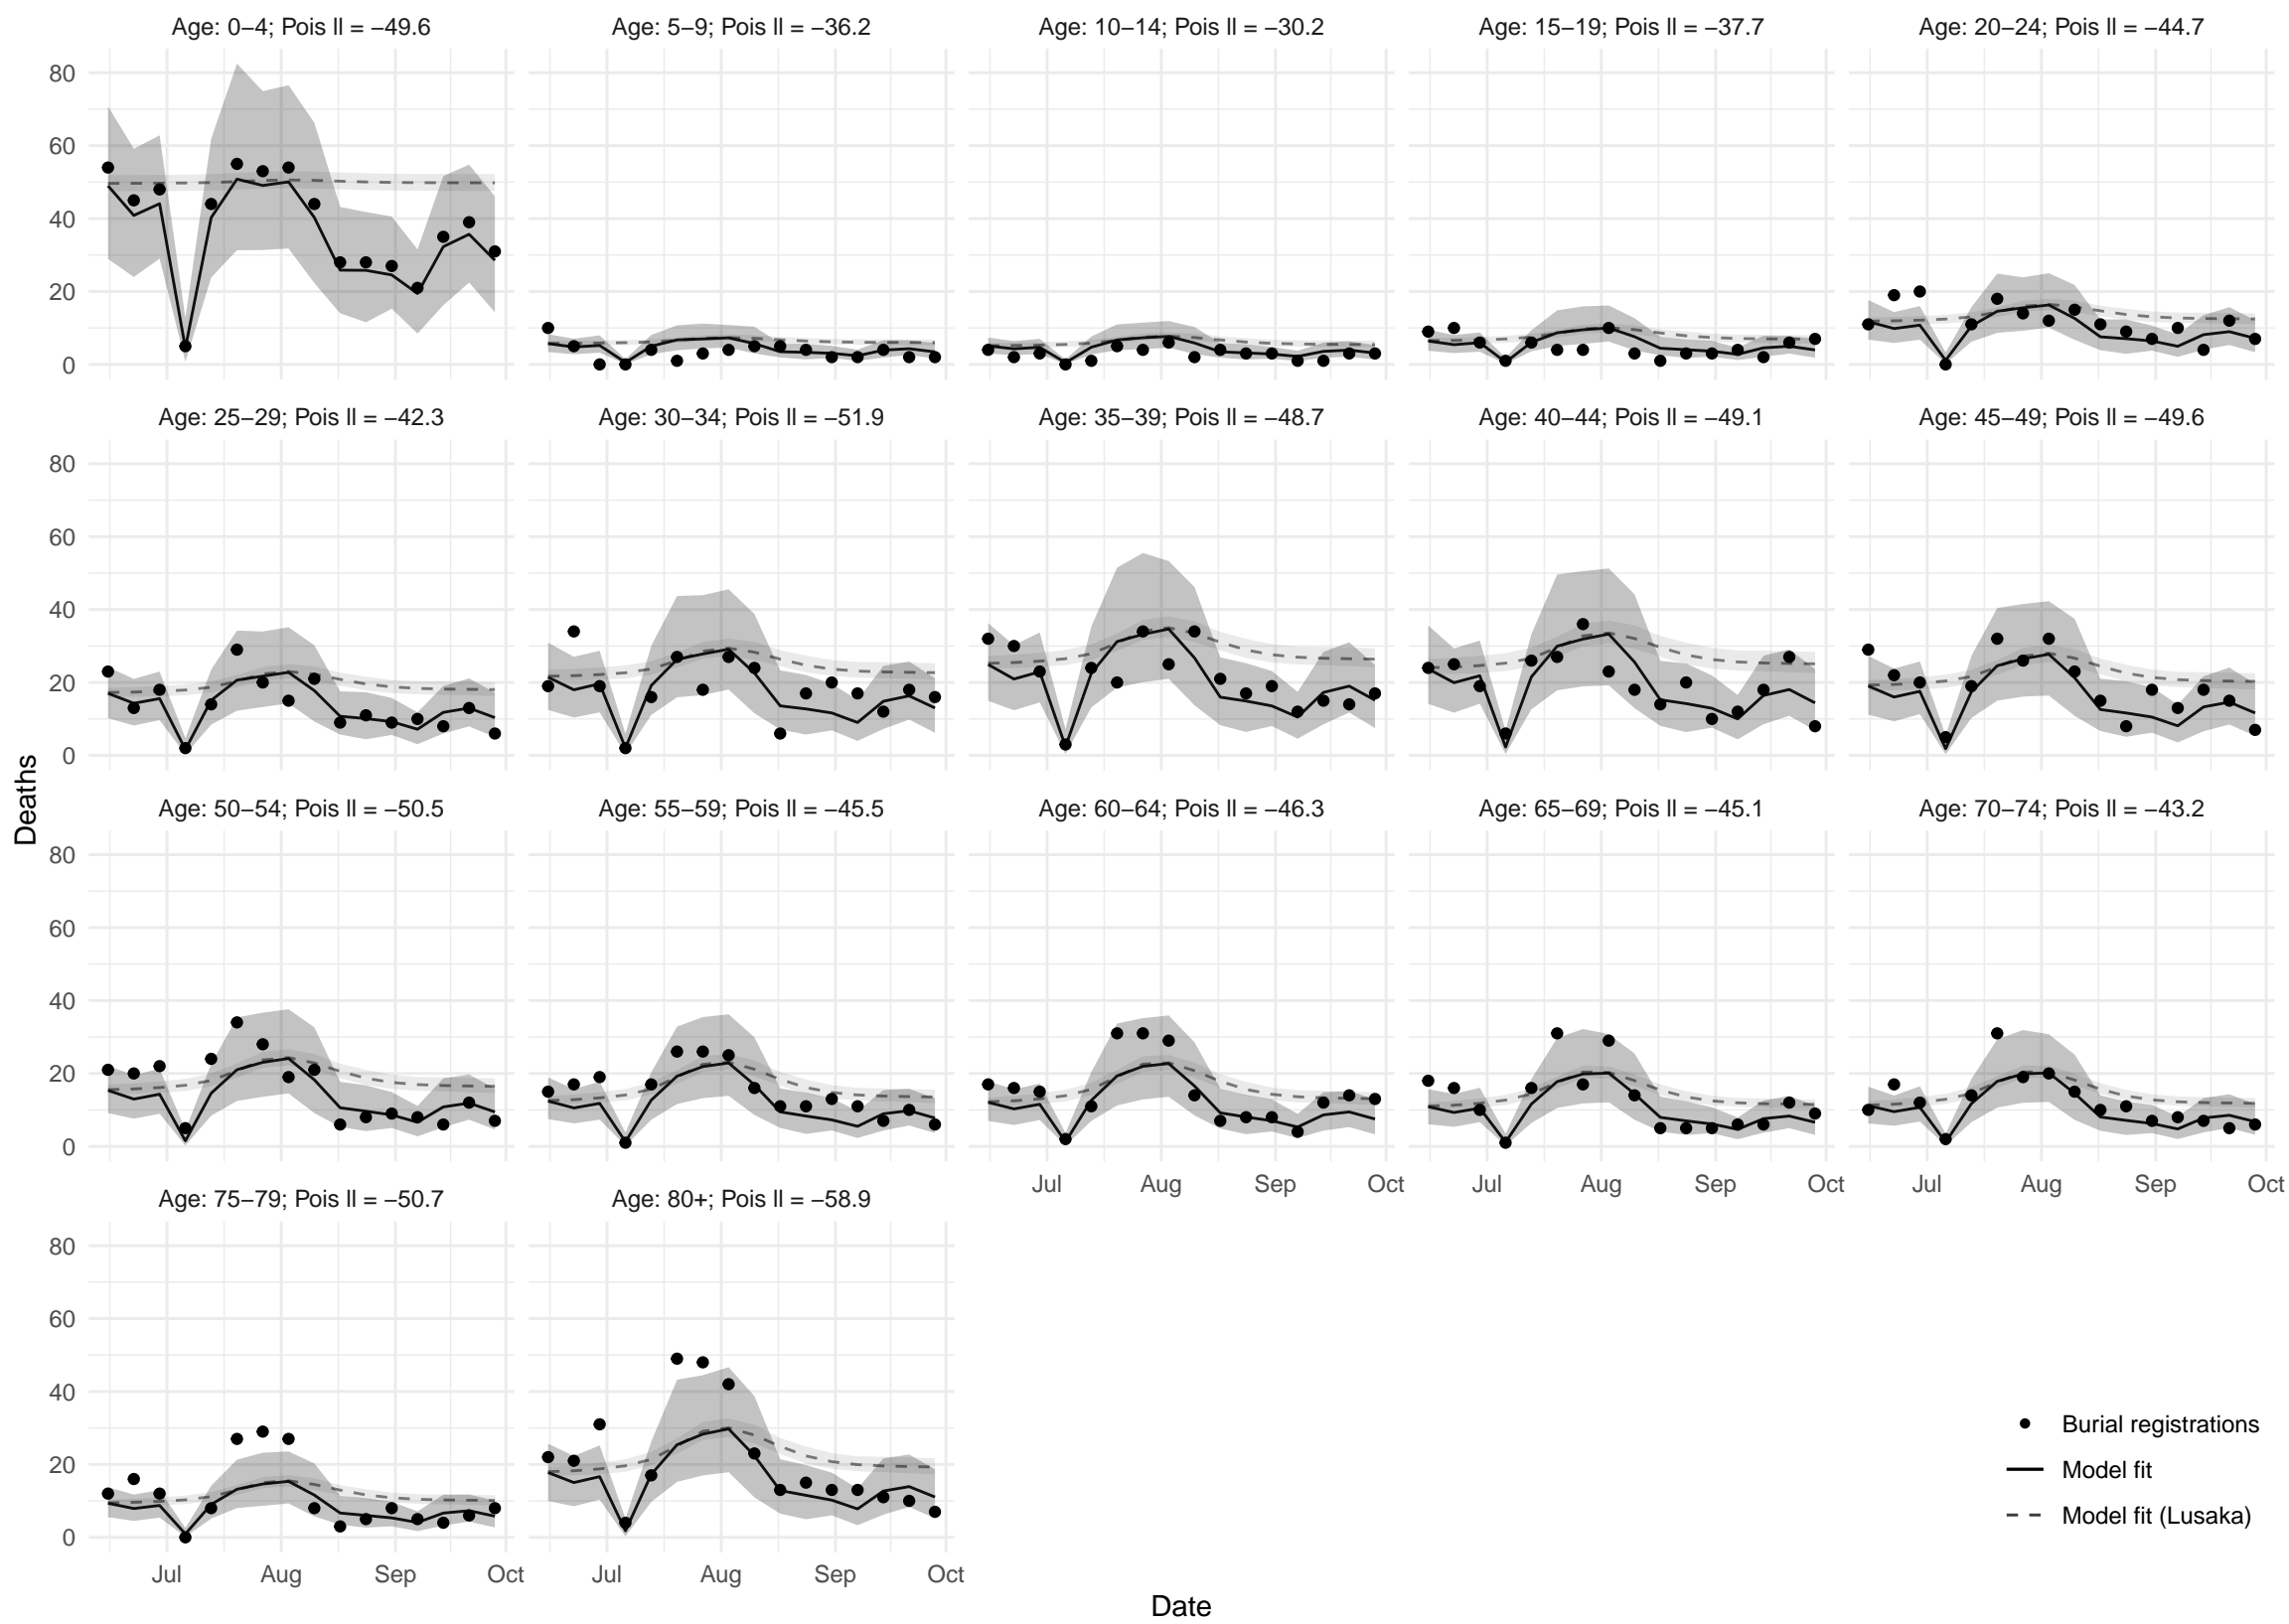 Age: 0−4; Pois ll = −49.6
Age: 5−9; Pois ll = −36.2
Age: 10−14; Pois ll = −30.2
Age: 15−19; Pois ll = −37.7
Age: 20−24; Pois ll = −44.7
80
60
40
20
0
Age: 25−29; Pois ll = −42.3
Age: 30−34; Pois ll = −51.9
Age: 35−39; Pois ll = −48.7
Age: 40−44; Pois ll = −49.1
Age: 45−49; Pois ll = −49.6
80
60
40
20
0
Deaths
Age: 50−54; Pois ll = −50.5
Age: 55−59; Pois ll = −45.5
Age: 60−64; Pois ll = −46.3
Age: 65−69; Pois ll = −45.1
Age: 70−74; Pois ll = −43.2
80
60
40
20
0
Jul Aug Sep Oct
Jul Aug Sep Oct
Jul Aug Sep Oct
Age: 75−79; Pois ll = −50.7
Age: 80+; Pois ll = −58.9
80
60
40
20
0
Jul Aug Sep Oct
Jul Aug Sep Oct
Burial registrations
Model fit
Model fit (Lusaka)
Date